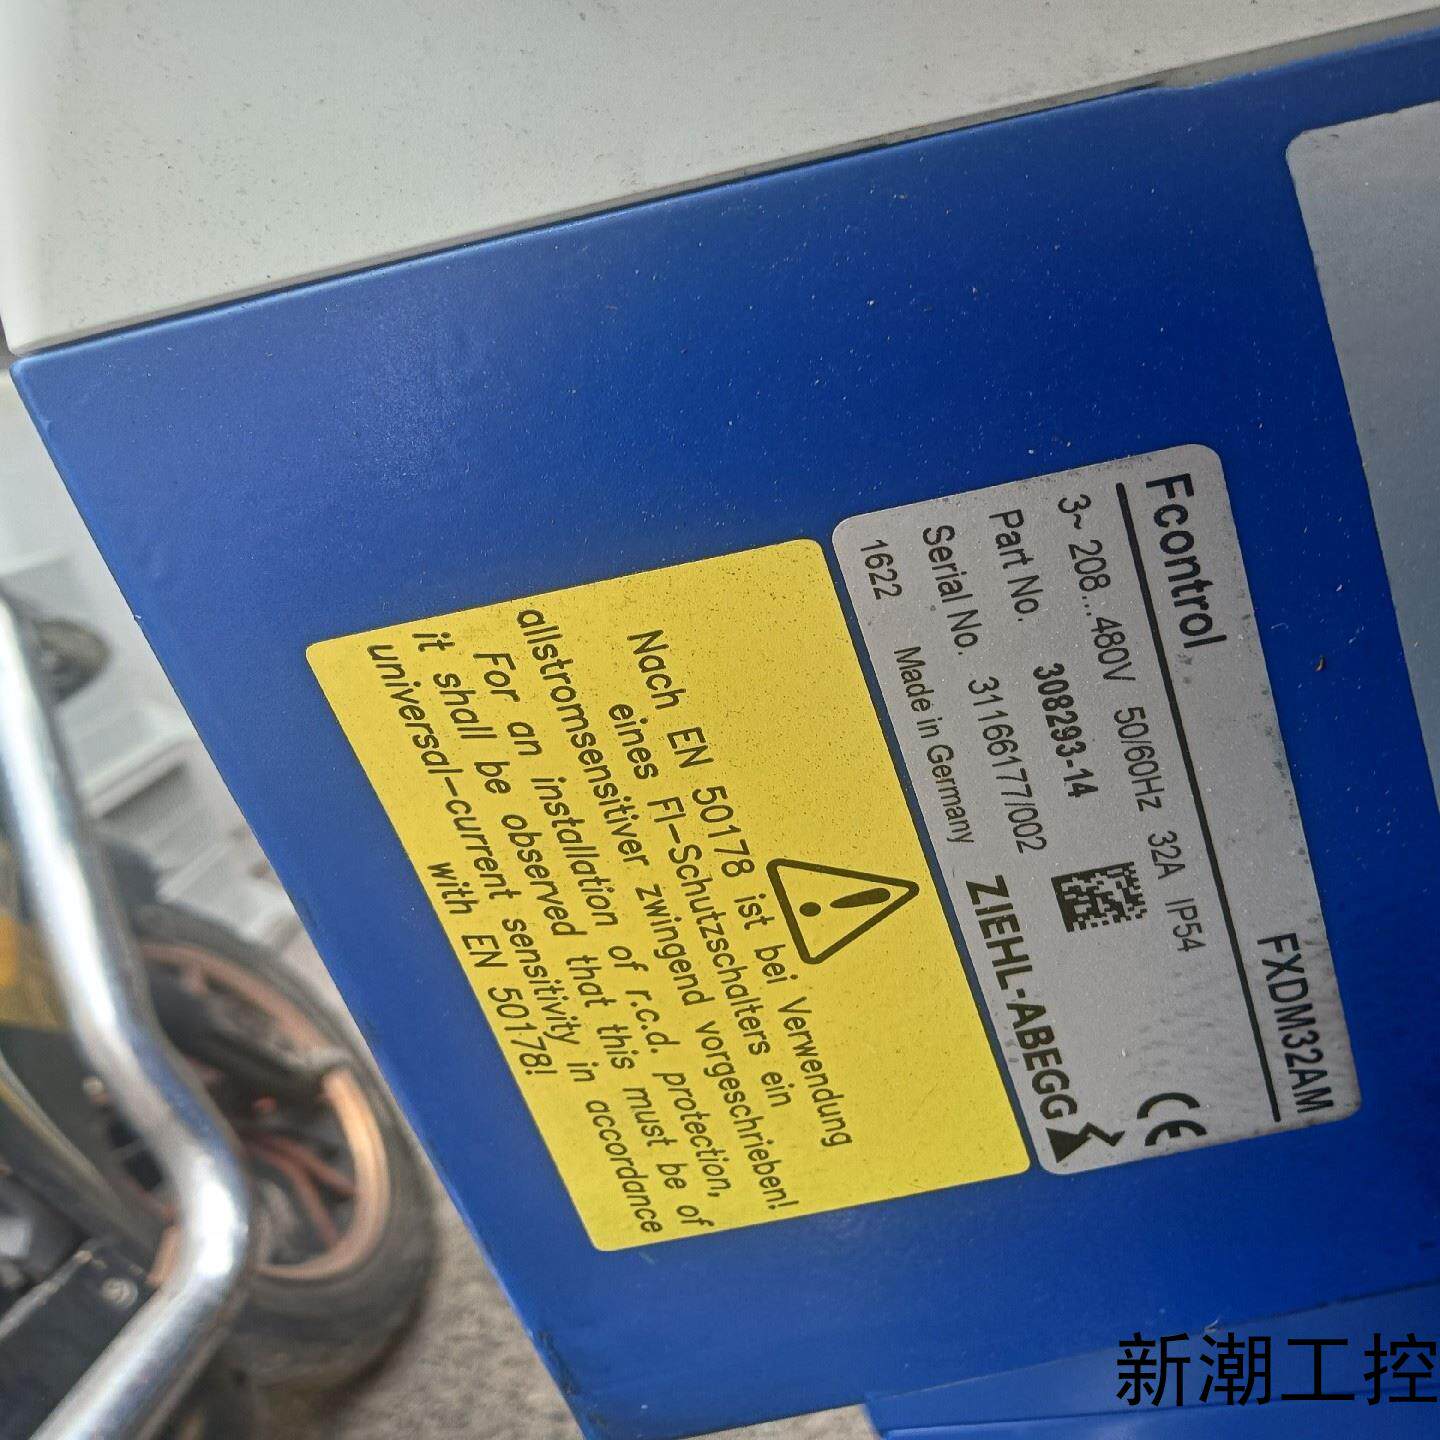 Fcontrol FXDM32AM
3~ 208...480V 50/60Hz 32A IP54
Part No. 308293-14
Serial No. 31166177/002
1622 Made in Germany
CE
ZIEHL-ABEGG
Nach EN 50178 ist bei Verwendung
eines FI-Schutzschalters ein
allstromsensitiver zwingend vorgeschrieben!
For an installation of r.c.d. protection,
it shall be observed that this must be of
universal-current sensitivity in accordance
with EN 50178!
新潮工控